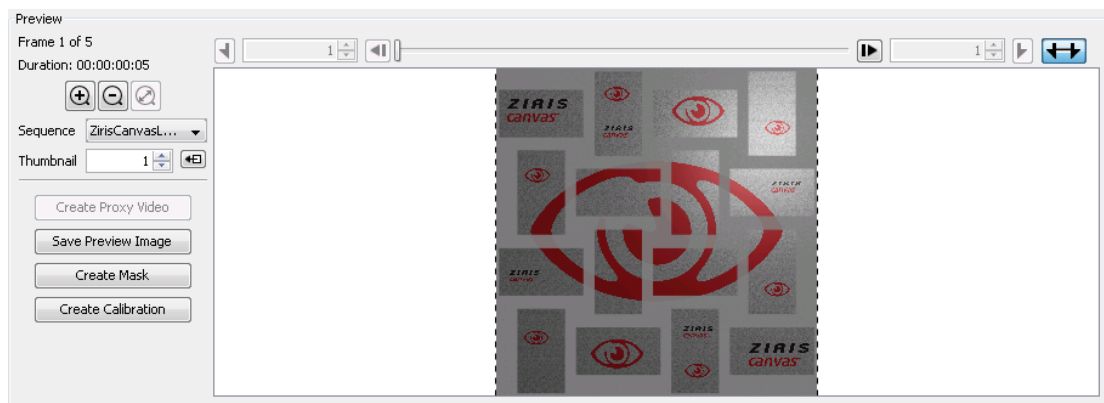 Preview
Frame 1 of 5
Duration: 00:00:00:05
1
1
Sequence
ZirisCanvasL...
Thumbnail
1
Create Proxy Video
Save Preview Image
Create Mask
Create Calibration
ZIRIS
canvas
ZIRIS
canvas
ZIRIS
canvas
ZIRIS
canvas
ZIRIS
canvas
ZIRIS
canvas